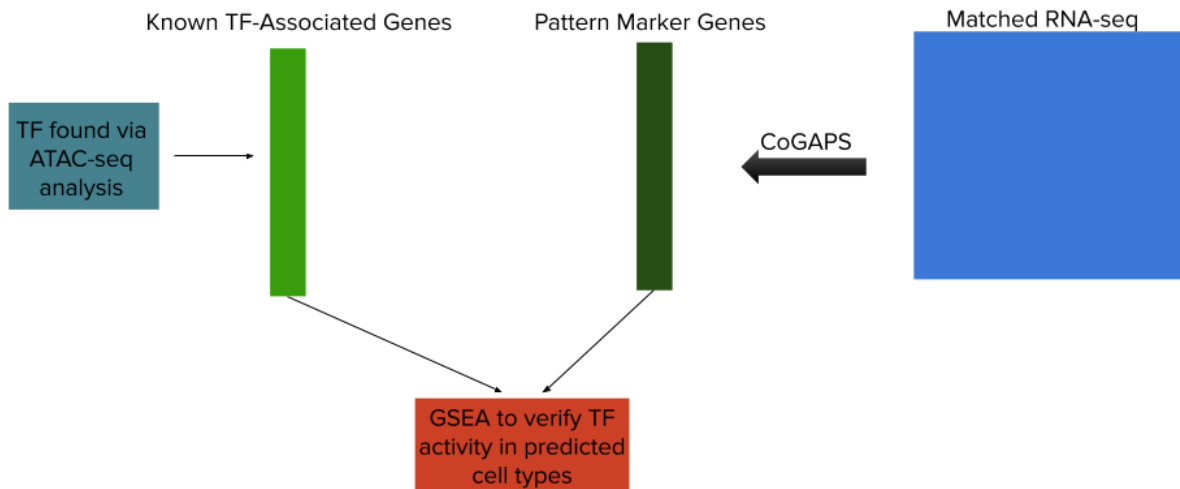 Known TF-Associated Genes
Pattern Marker Genes
Matched RNA-seq
TF found via
ATAC-seq
analysis
CoGAPS
GSEA to verify TF
activity in predicted
cell types